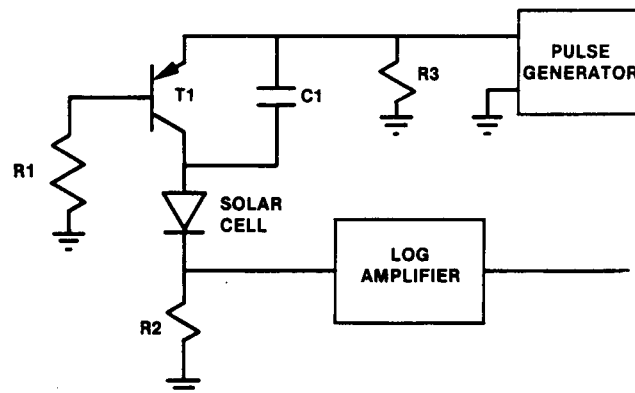 PULSE
GENERATOR
T1
C1
R3
R1
SOLAR
CELL
LOG
AMPLIFIER
R2